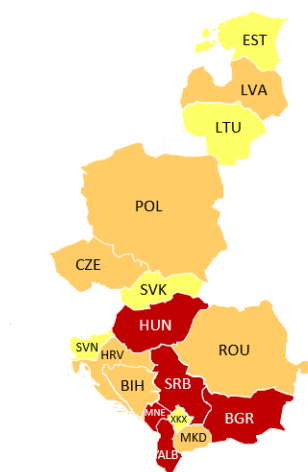 EST
LVA
LTU
POL
CZE
SVK
HUN
SVN
HRV
ROU
BIH
SRB
MNE
XKX
BGR
MKD
ALB